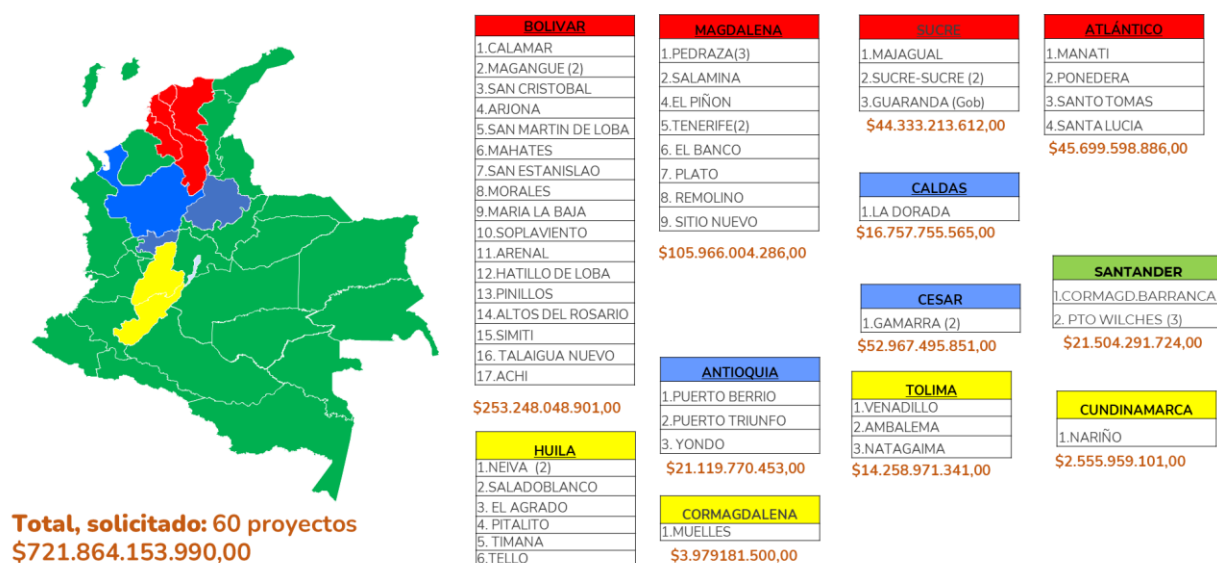 BOLIVAR
1.CALAMAR
2.MAGANGUE (2)
3.SAN CRISTOBAL
4.ARJONA
5.SAN MARTIN DE LOBA
6.MAHATES
7.SAN ESTANISLAO
8.MORALES
9.MARIA LA BAJA
10.SOPLAVIENTO
11.ARENAL
12.HATILLO DE LOBA
13.PINILLOS
14.ALTOS DEL ROSARIO
15.SIMITI
16. TALAIGUA NUEVO
17.ACHI
$253.248.048.901,00
HUILA
1.NEIVA (2)
2.SALADOBLANCO
3. EL AGRADO
4. PITALITO
5. TIMANA
6.TELLO
MAGDALENA
1.PEDRAZA(3)
2.SALAMINA
4.EL PIÑON
5.TENERIFE(2)
6. EL BANCO
7. PLATO
8. REMOLINO
9. SITIO NUEVO
$105.966.004.286,00
ANTIOQUIA
1.PUERTO BERRIO
2.PUERTO TRIUNFO
3. YONDO
$21.119.770.453,00
CORMAGDALENA
1.MUELLES
$3.979181.500,00
SUCRE
1.MAJAGUAL
2.SUCRE-SUCRE (2)
3.GUARANDA (Gob)
$44.333.213.612,00
CALDAS
1.LA DORADA
$16.757.755.565,00
CESAR
1.GAMARRA (2)
$52.967.495.851,00
TOLIMA
1.VENADILLO
2.AMBALEMA
3.NATAGAIMA
$14.258.971.341,00
ATLÁNTICO
1.MANATI
2.PONEDERA
3.SANTO TOMAS
4.SANTA LUCIA
$45.699.598.886,00
SANTANDER
1.CORMAGD.BARRANCA
2. PTO WILCHES (3)
$21.504.291.724,00
CUNDINAMARCA
1.NARIÑO
$2.555.959.101,00
Total, solicitado: 60 proyectos
$721.864.153.990,00